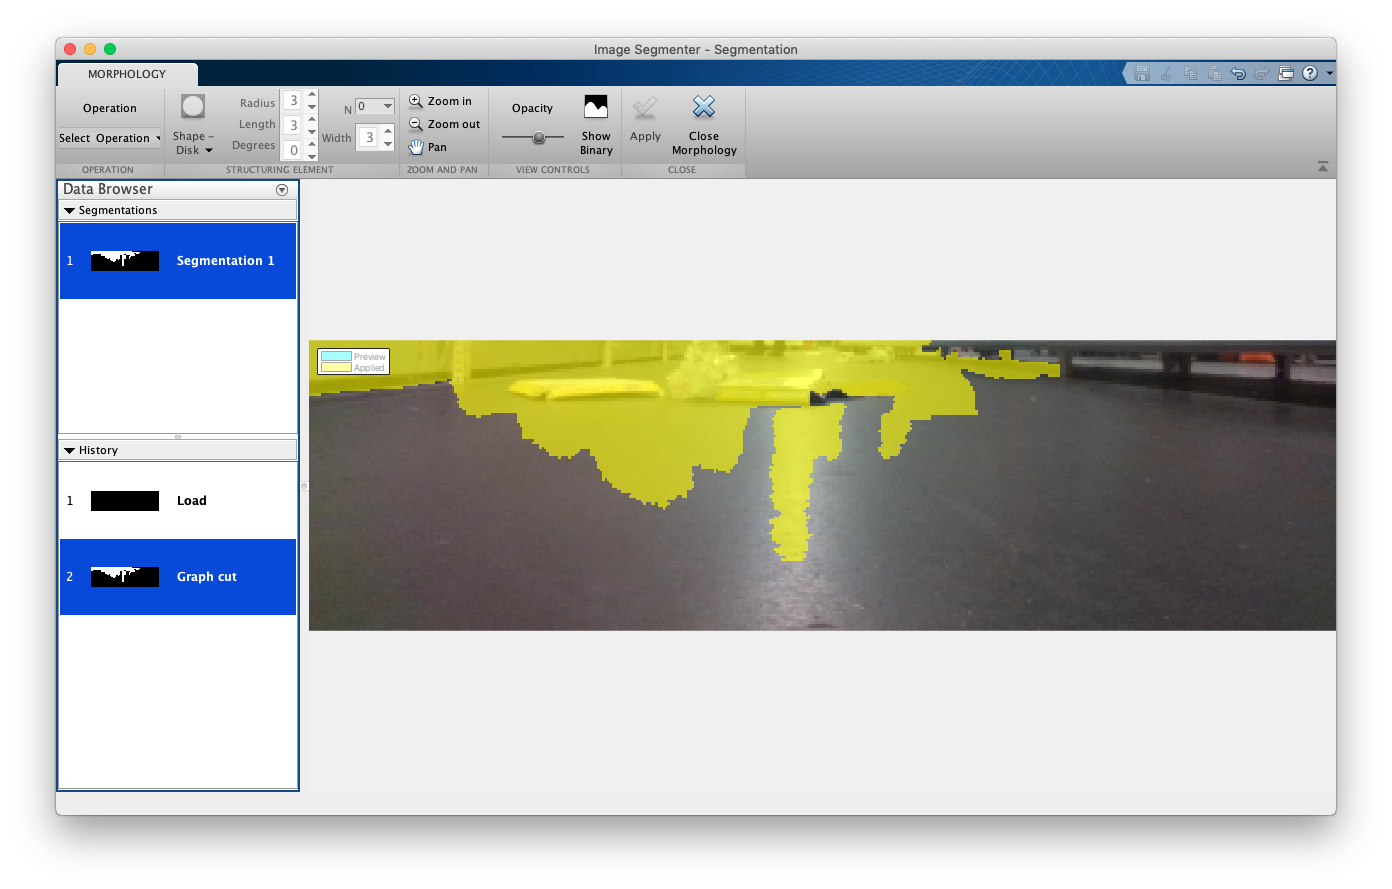 Image Segmenter - Segmentation
MORPHOLOGY
Operation
Select Operation
OPERATION
Shape -
Disk
Radius 3
Length 3
Degrees 0
N 0
Width 3
STRUCTURING ELEMENT
Zoom in
Zoom out
Pan
ZOOM AND PAN
Opacity
Show
Binary
VIEW CONTROLS
Apply
Close
Morphology
CLOSE
Data Browser
Segmentations
1 Segmentation 1
History
1 Load
2 Graph cut
Preview
Applied